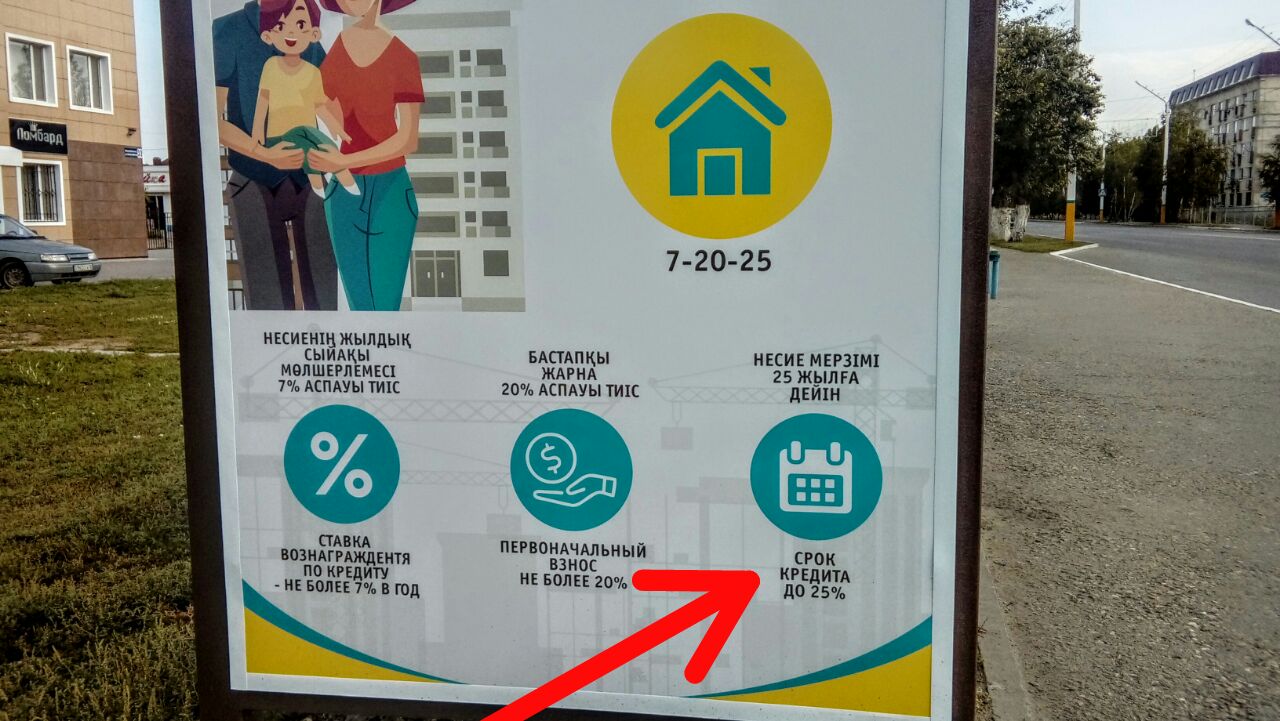 Ломбард
7-20-25
НЕСИЕНІҢ ЖЫЛДЫҚ
СЫЙАҚЫ
МӨЛШЕРЛЕМЕСІ
7% АСПАУЫ ТИІС
БАСТАПҚЫ
ЖАРНА
20% АСПАУЫ ТИІС
НЕСИЕ МЕРЗІМІ
25 ЖЫЛҒА
ДЕЙІН
%
$
СТАВКА
ВОЗНАГРАЖДЕНТЯ
ПО КРЕДИТУ
- НЕ БОЛЕЕ 7% В ГОД
ПЕРВОНАЧАЛЬНЫЙ
ВЗНОС
НЕ БОЛЕЕ 20%
СРОК
КРЕДИТА
ДО 25%